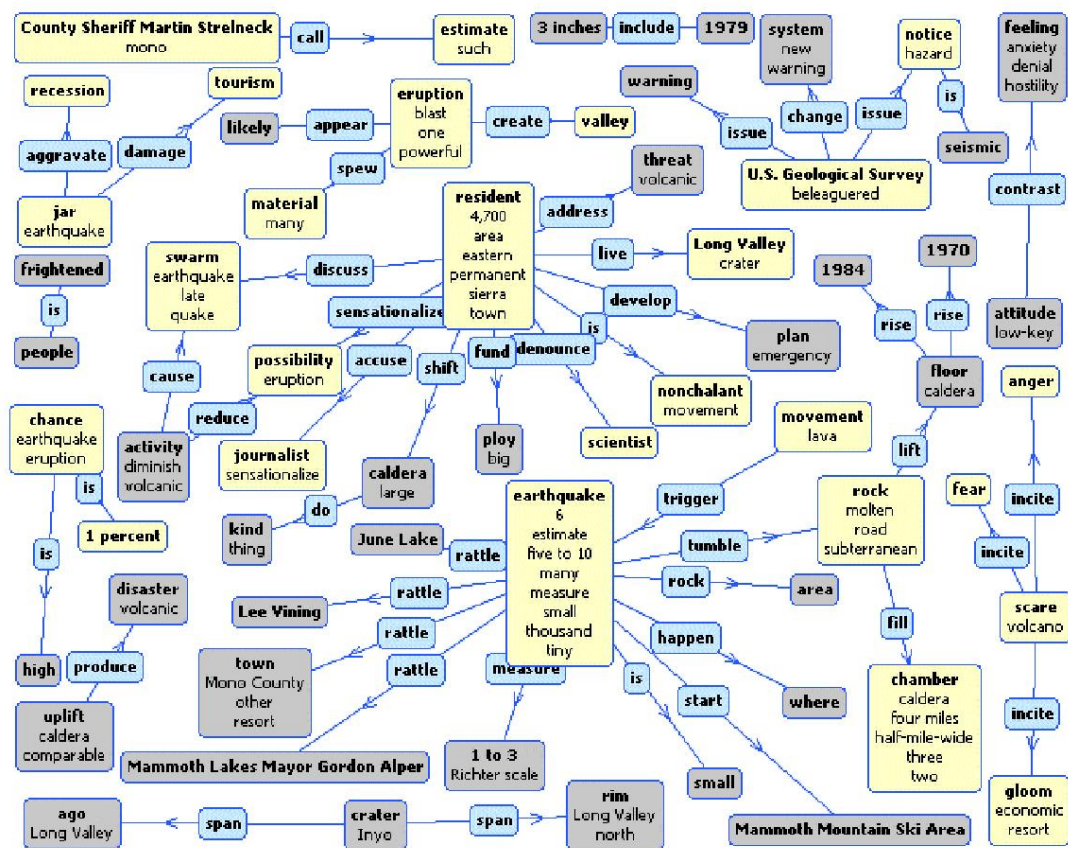 County Sheriff Martin Strelneck
mono
call
estimate
such
3 inches
include
1979
system
new
warning
notice
hazard
feeling
anxiety
denial
hostility
recession
tourism
aggravate
damage
jar
earthquake
likely
appear
eruption
blast
one
powerful
create
valley
spew
material
many
warning
issue
change
issue
is
seismic
U.S. Geological Survey
beleaguered
contrast
attitude
low-key
threat
volcanic
address
resident
4,700
area
eastern
permanent
sierra
town
live
Long Valley
crater
frightened
is
people
swarm
earthquake
late
quake
discuss
sensationalize
develop
plan
emergency
1984
1970
rise
rise
floor
caldera
cause
possibility
eruption
accuse
shift
fund
denounce
is
nonchalant
movement
reduce
activity
diminish
volcanic
journalist
sensationalize
caldera
large
ploy
big
scientist
movement
lava
lift
anger
chance
earthquake
eruption
is
1 percent
is
high
kind
thing
do
June Lake
rattle
earthquake
6
estimate
five to 10
many
measure
small
thousand
tiny
trigger
tumble
rock
molten
road
subterranean
fear
incite
incite
rock
area
scare
volcano
disaster
volcanic
produce
uplift
caldera
comparable
Lee Vining
rattle
rattle
rattle
town
Mono County
other
resort
measure
happen
where
is
start
fill
chamber
caldera
four miles
half-mile-wide
three
two
incite
gloom
economic
resort
Mammoth Lakes Mayor Gordon Alper
1 to 3
Richter scale
small
Mammoth Mountain Ski Area
ago
Long Valley
span
crater
Inyo
span
rim
Long Valley
north